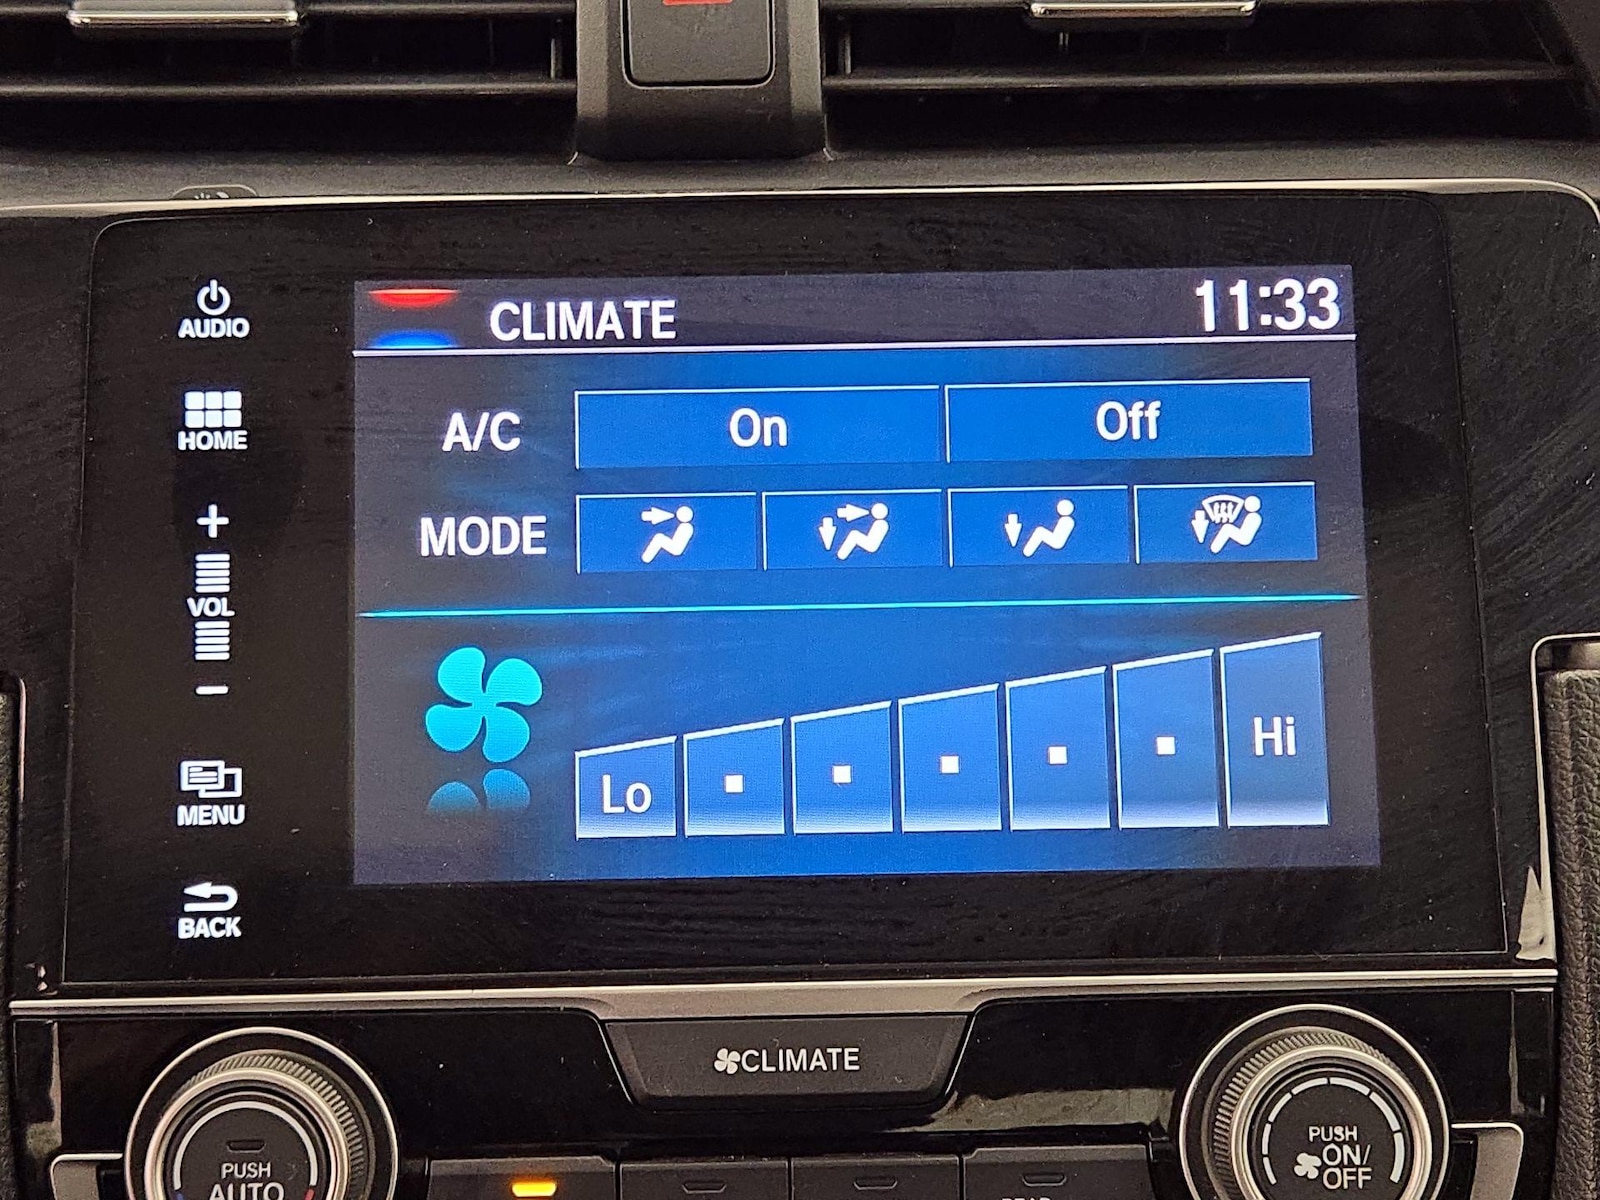 AUDIO
HOME
+
VOL
-
MENU
BACK
CLIMATE
11:33
A/C
On
Off
MODE
Lo
Hi
CLIMATE
PUSH
AUTO
PUSH
ON/
OFF